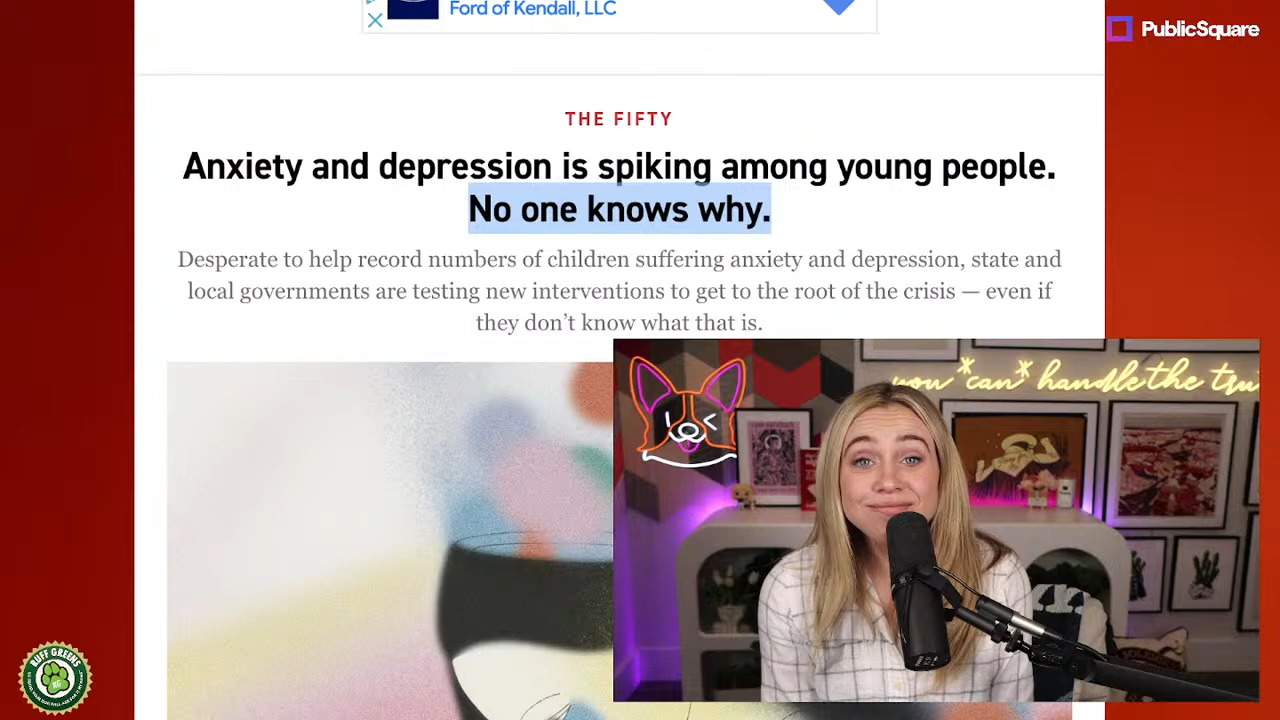 Ford of Kendall, LLC
PublicSquare
THE FIFTY
Anxiety and depression is spiking among young people.
No one knows why.
Desperate to help record numbers of children suffering anxiety and depression, state and
local governments are testing new interventions to get to the root of the crisis — even if
they don’t know what that is.
you *can* handle the tru
RUFF GREENS